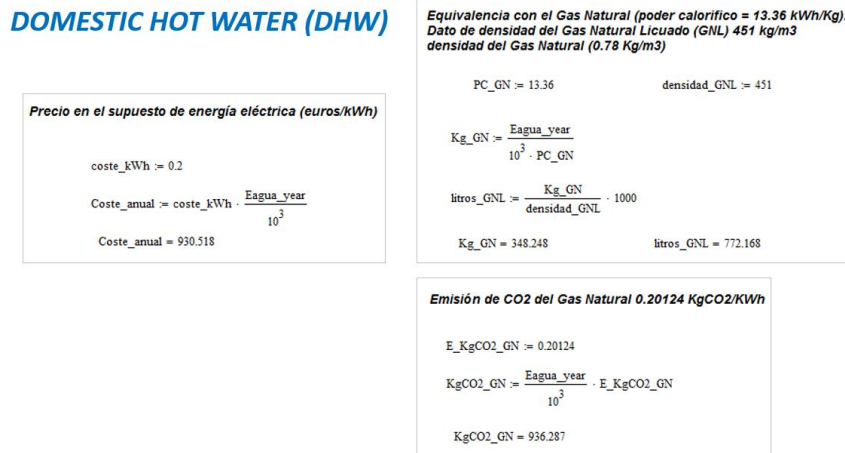 DOMESTIC HOT WATER (DHW)
Precio en el supuesto de energía eléctrica (euros/kWh)
coste_kWh := 0.2
Coste_anual := coste_kWh · Eagua_year / 10^3
Coste_anual = 930.518
Equivalencia con el Gas Natural (poder calorifico = 13.36 kWh/Kg).
Dato de densidad del Gas Natural Licuado (GNL) 451 kg/m3
densidad del Gas Natural (0.78 Kg/m3)
PC_GN := 13.36 densidad_GNL := 451
Kg_GN := Eagua_year / 10^3 · PC_GN
litros_GNL := Kg_GN / densidad_GNL · 1000
Kg_GN = 348.248 litros_GNL = 772.168
Emisión de CO2 del Gas Natural 0.20124 KgCO2/KWh
E_KgCO2_GN := 0.20124
KgCO2_GN := Eagua_year / 10^3 · E_KgCO2_GN
KgCO2_GN = 936.287